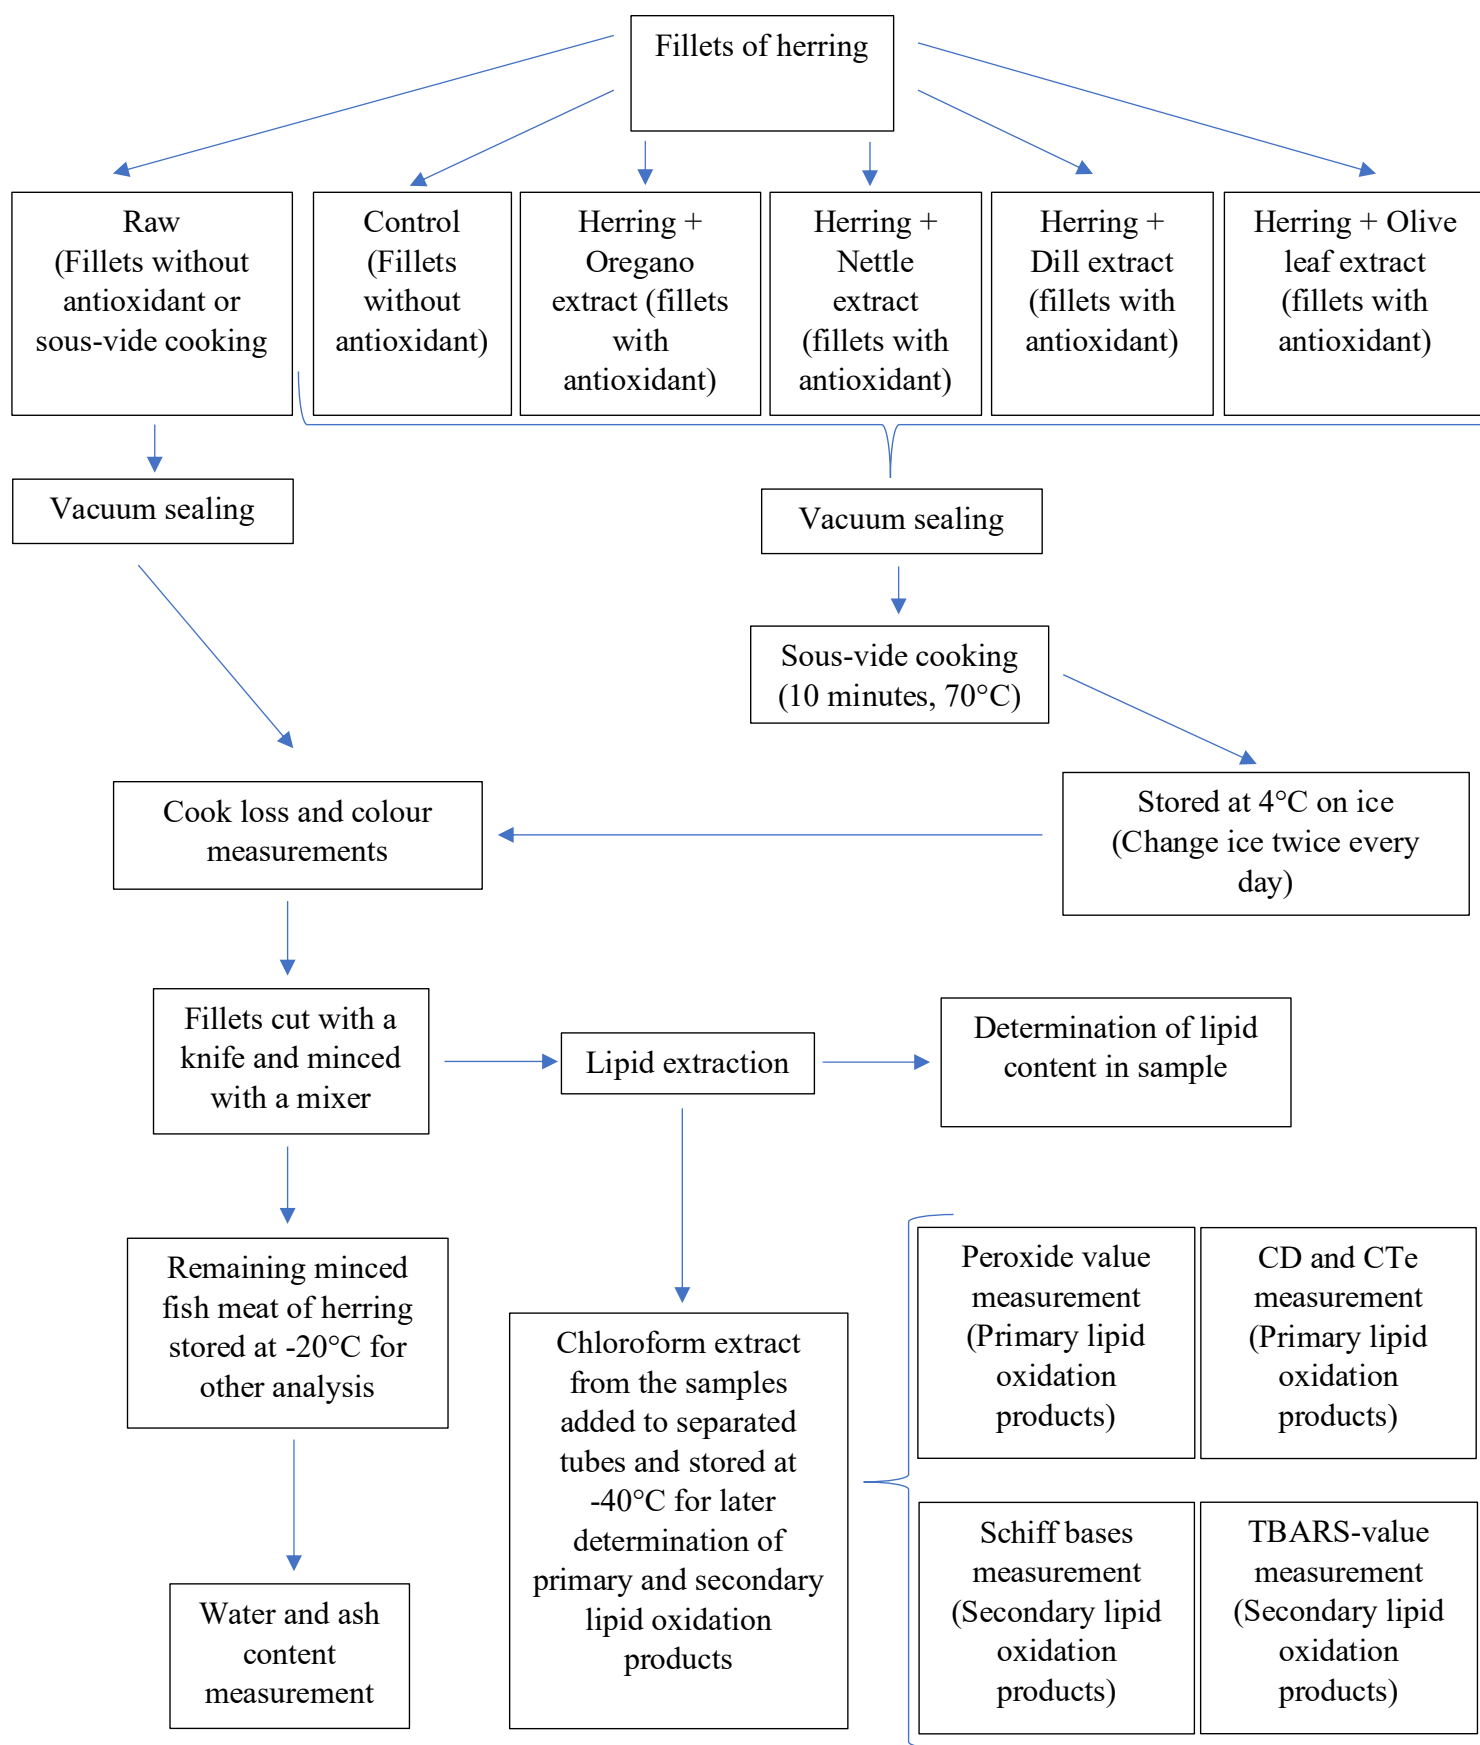 Fillets of herring
Raw
(Fillets without
antioxidant or
sous-vide cooking
Control
(Fillets
without
antioxidant)
Herring +
Oregano
extract (fillets
with
antioxidant)
Herring +
Nettle
extract
(fillets with
antioxidant)
Herring +
Dill extract
(fillets with
antioxidant)
Herring + Olive
leaf extract
(fillets with
antioxidant)
Vacuum sealing
Vacuum sealing
Sous-vide cooking
(10 minutes, 70°C)
Stored at 4°C on ice
(Change ice twice every
day)
Cook loss and colour
measurements
Fillets cut with a
knife and minced
with a mixer
Lipid extraction
Determination of lipid
content in sample
Remaining minced
fish meat of herring
stored at -20°C for
other analysis
Water and ash
content
measurement
Chloroform extract
from the samples
added to separated
tubes and stored at
-40°C for later
determination of
primary and secondary
lipid oxidation
products
Peroxide value
measurement
(Primary lipid
oxidation
products)
CD and CTe
measurement
(Primary lipid
oxidation
products)
Schiff bases
measurement
(Secondary lipid
oxidation
products)
TBARS-value
measurement
(Secondary lipid
oxidation
products)